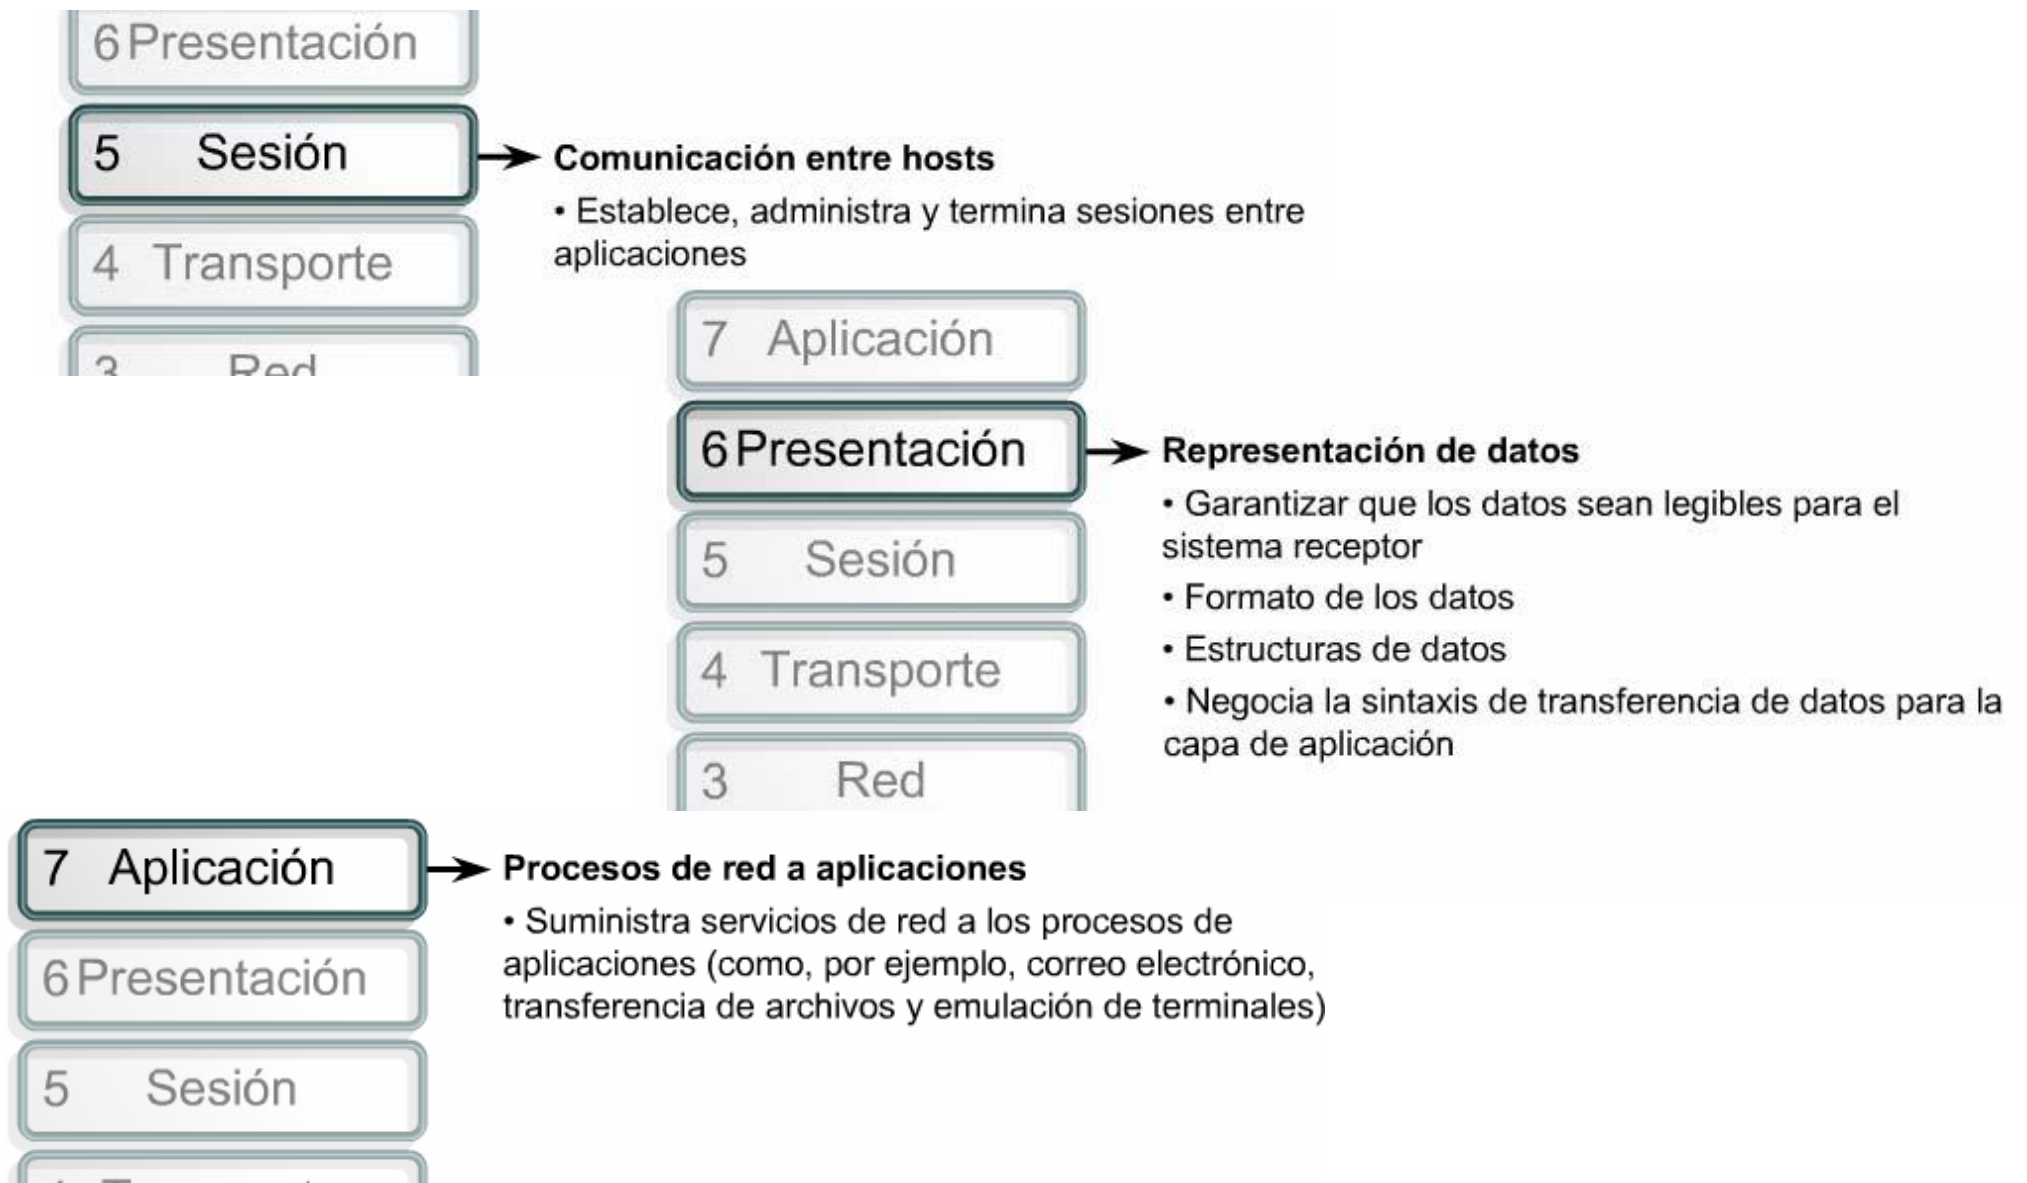 6 Presentación
5 Sesión
Comunicación entre hosts
• Establece, administra y termina sesiones entre
aplicaciones
4 Transporte
3 Red
7 Aplicación
6 Presentación
Representación de datos
• Garantizar que los datos sean legibles para el
sistema receptor
5 Sesión
• Formato de los datos
• Estructuras de datos
4 Transporte
• Negocia la sintaxis de transferencia de datos para la
capa de aplicación
3 Red
7 Aplicación
Procesos de red a aplicaciones
• Suministra servicios de red a los procesos de
aplicaciones (como, por ejemplo, correo electrónico,
transferencia de archivos y emulación de terminales)
6 Presentación
5 Sesión